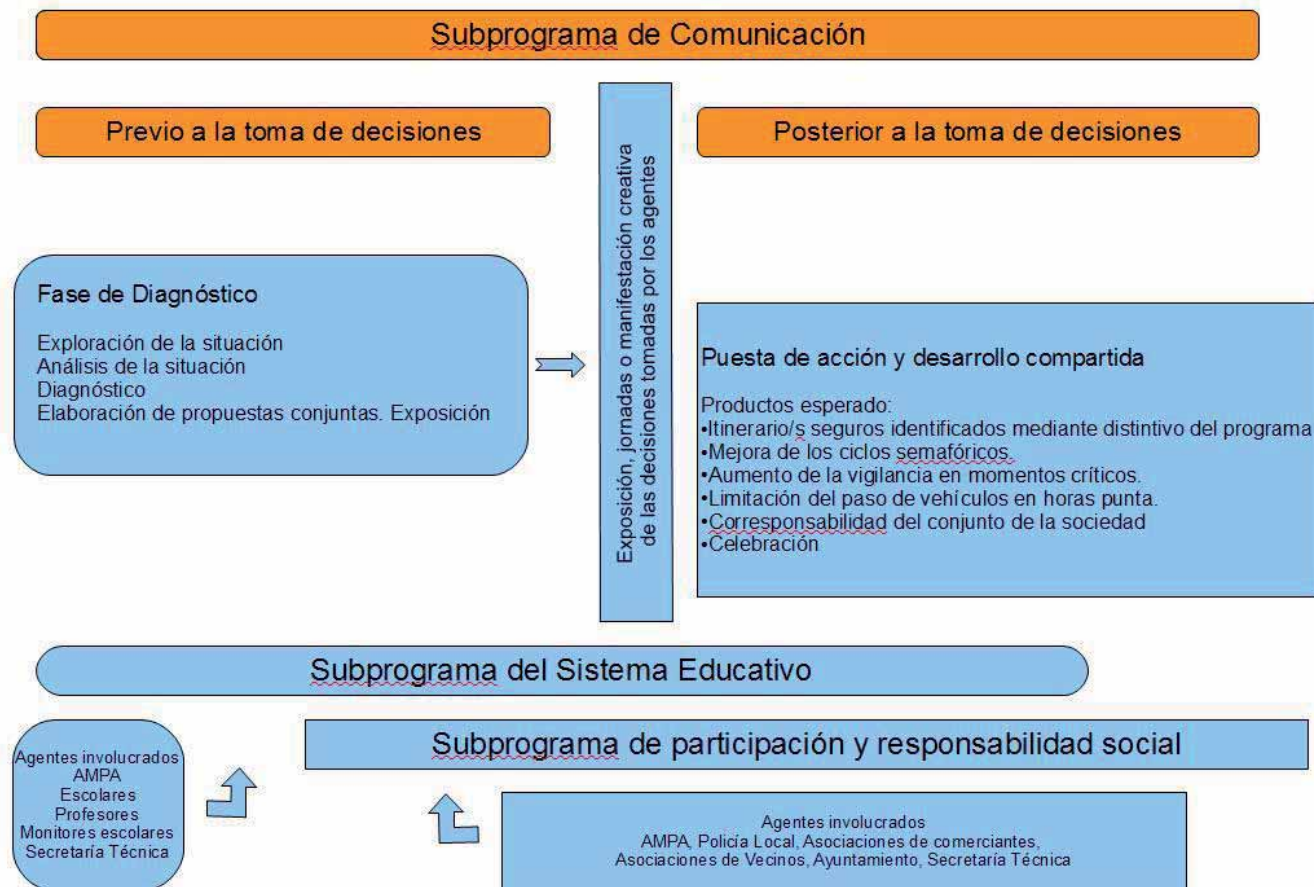 Subprograma de Comunicación
Previo a la toma de decisiones
Posterior a la toma de decisiones
Fase de Diagnóstico
Exploración de la situación
Análisis de la situación
Diagnóstico
Elaboración de propuestas conjuntas. Exposición
Exposición, jornadas o manifestación creativa
de las decisiones tomadas por los agentes
Puesta de acción y desarrollo compartida
Productos esperado:
•Itinerario/s seguros identificados mediante distintivo del programa
•Mejora de los ciclos semafóricos.
•Aumento de la vigilancia en momentos críticos.
•Limitación del paso de vehículos en horas punta.
•Corresponsabilidad del conjunto de la sociedad
•Celebración
Subprograma del Sistema Educativo
Subprograma de participación y responsabilidad social
Agentes involucrados
AMPA
Escolares
Profesores
Monitores escolares
Secretaría Técnica
Agentes involucrados
AMPA, Policía Local, Asociaciones de comerciantes,
Asociaciones de Vecinos, Ayuntamiento, Secretaría Técnica